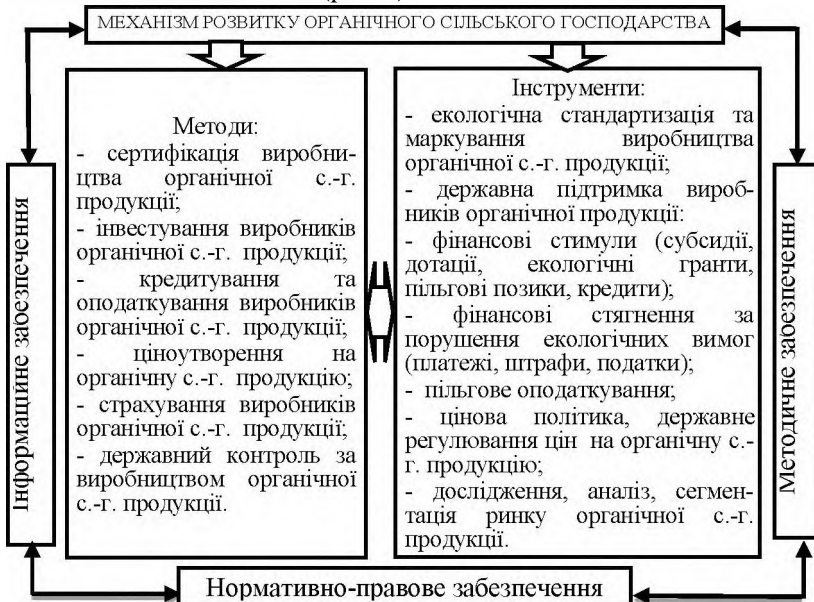 МЕХАНІЗМ РОЗВИТКУ ОРГАНІЧНОГО СІЛЬСЬКОГО ГОСПОДАРСТВА
Інформаційне забезпечення
Методи:
- сертифікація виробни-
цтва органічної с.-г.
продукції;
- інвестування виробників
органічної с.-г. продукції;
- кредитування та
оподаткування виробників
органічної с.-г. продукції;
- ціноутворення на
органічну с.-г. продукцію;
- страхування виробників
органічної с.-г. продукції;
- державний контроль за
виробництвом органічної
с.-г. продукції.
Інструменти:
- екологічна стандартизація та
маркування виробництва
органічної с.-г. продукції;
- державна підтримка вироб-
ників органічної продукції:
- фінансові стимули (субсидії,
дотації, екологічні гранти,
пільгові позики, кредити);
- фінансові стягнення за
порушення екологічних вимог
(платежі, штрафи, податки);
- пільгове оподаткування;
- цінова політика, державне
регулювання цін на органічну с.-
г. продукцію;
- дослідження, аналіз, сегмен-
тація ринку органічної с.-г.
продукції.
Методичне забезпечення
Нормативно-правове забезпечення